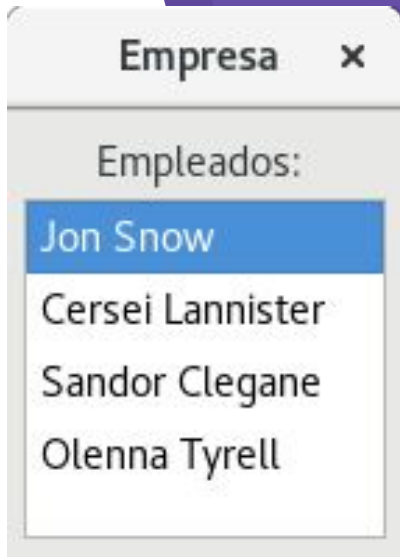 Empresa ×
Empleados:
Jon Snow
Cersei Lannister
Sandor Clegane
Olenna Tyrell